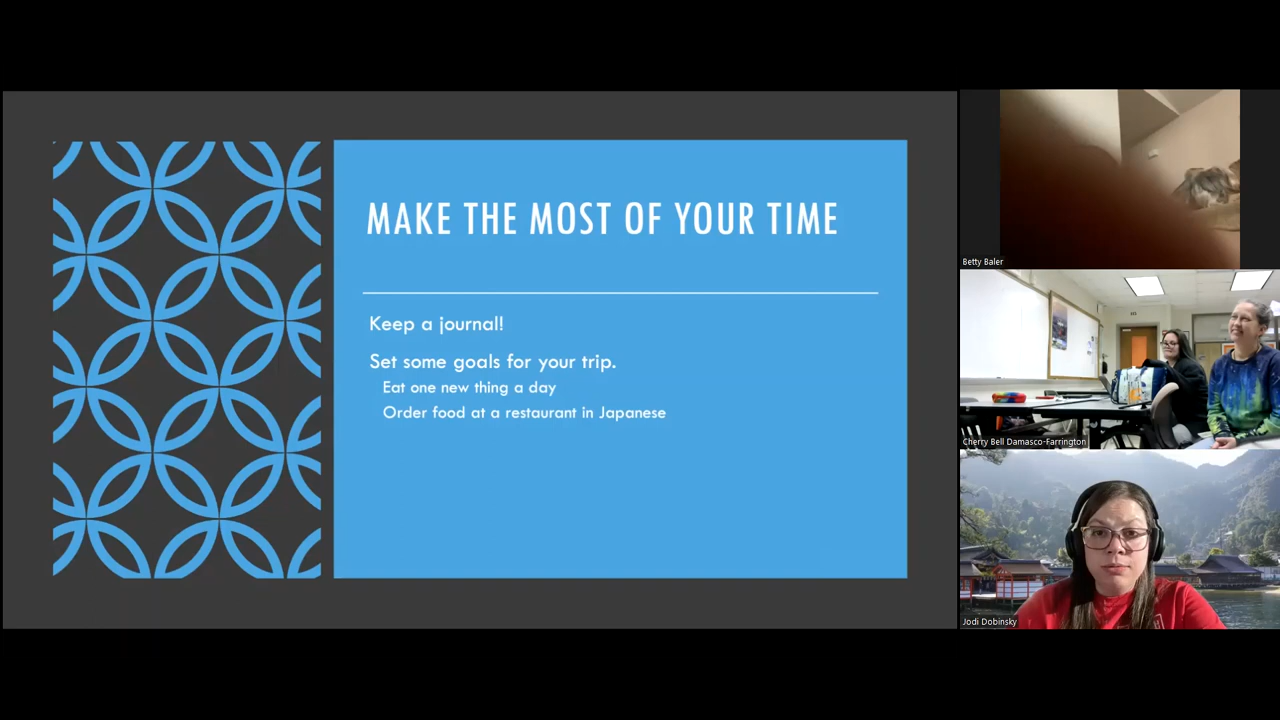 MAKE THE MOST OF YOUR TIME
Keep a journal!
Set some goals for your trip.
Eat one new thing a day
Order food at a restaurant in Japanese
Betty Baler
Cherry Bell Damasco-Farrington
Jodi Dobinsky